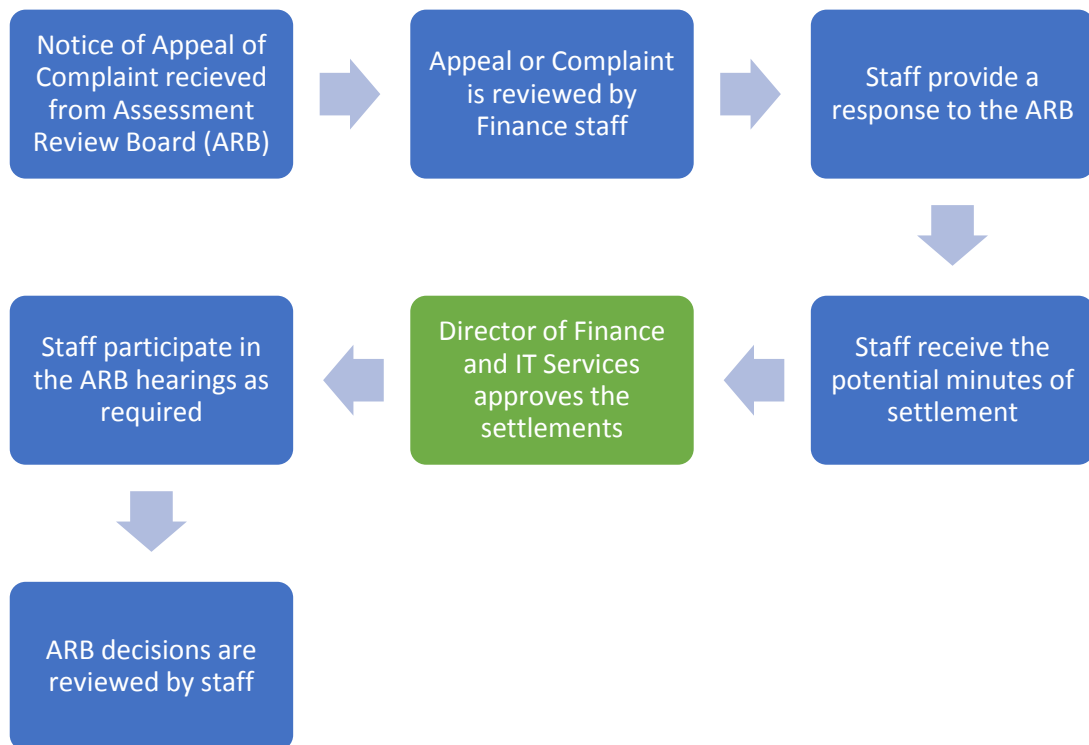 Notice of Appeal of
Complaint recieved
from Assessment
Review Board (ARB)
Appeal or Complaint
is reviewed by
Finance staff
Staff provide a
response to the ARB
Staff receive the
potential minutes of
settlement
Director of Finance
and IT Services
approves the
settlements
Staff participate in
the ARB hearings as
required
ARB decisions are
reviewed by staff